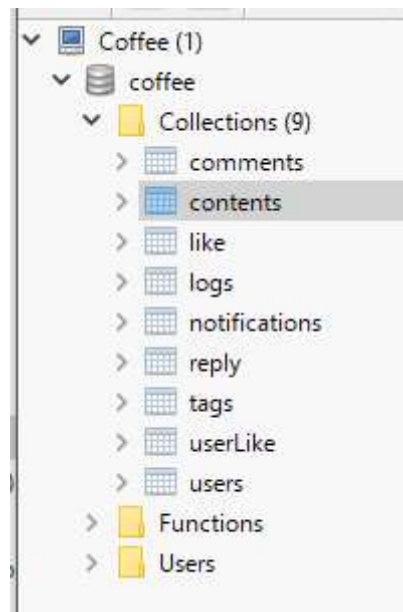 Coffee (1)
coffee
Collections (9)
comments
contents
like
logs
notifications
reply
tags
userLike
users
Functions
Users